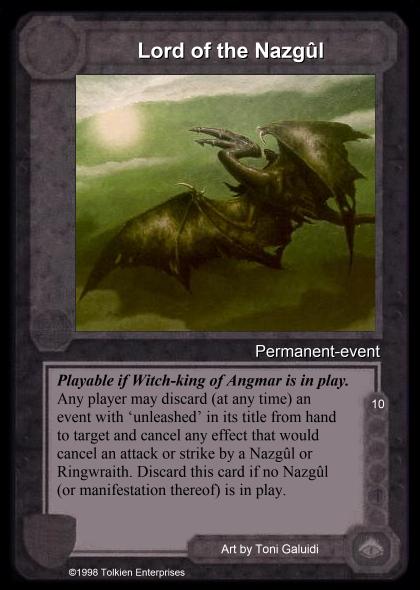 Lord of the Nazgûl
Permanent-event
Playable if Witch-king of Angmar is in play.
Any player may discard (at any time) an
event with ‘unleashed’ in its title from hand
to target and cancel any effect that would
cancel an attack or strike by a Nazgûl or
Ringwraith. Discard this card if no Nazgûl
(or manifestation thereof) is in play.
10
Art by Toni Galuidi
©1998 Tolkien Enterprises